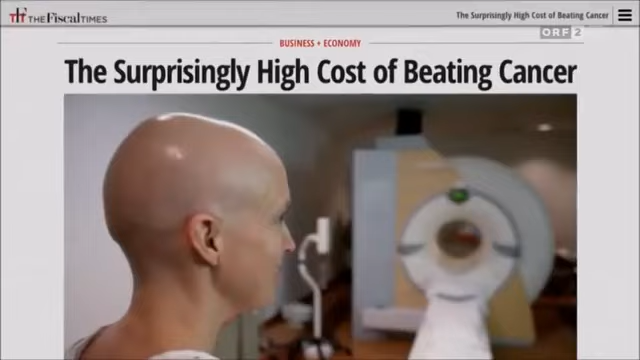 THE FISCAL TIMES
The Surprisingly High Cost of Beating Cancer
ORF 2
BUSINESS + ECONOMY
The Surprisingly High Cost of Beating Cancer